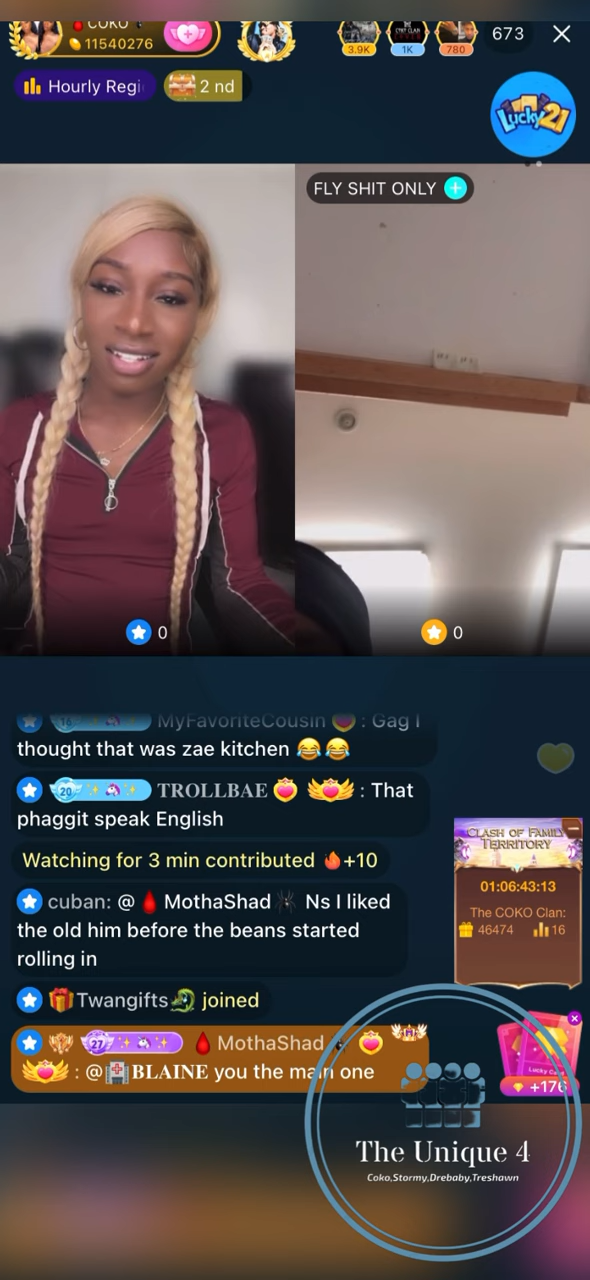 COKO
11540276
3.9K
1K
780
673
Hourly Regi
2 nd
Lucky21
FLY SHIT ONLY
0
0
16
MyFavoriteCousin : Gag I
thought that was zae kitchen 😂😂
20 TROLLBAE : That
phaggit speak English
Watching for 3 min contributed 🔥+10
cuban: @🩸MothaShad🕷 Ns I liked
the old him before the beans started
rolling in
🎁Twangifts🐉 joined
27 🩸MothaShad
: @🏥BLAINE you the main one
CLASH OF FAMILY
TERRITORY
01:06:43:13
The COKO Clan:
46474 16
+176
The Unique 4
Coko,Stormy,Drebaby,Treshawn